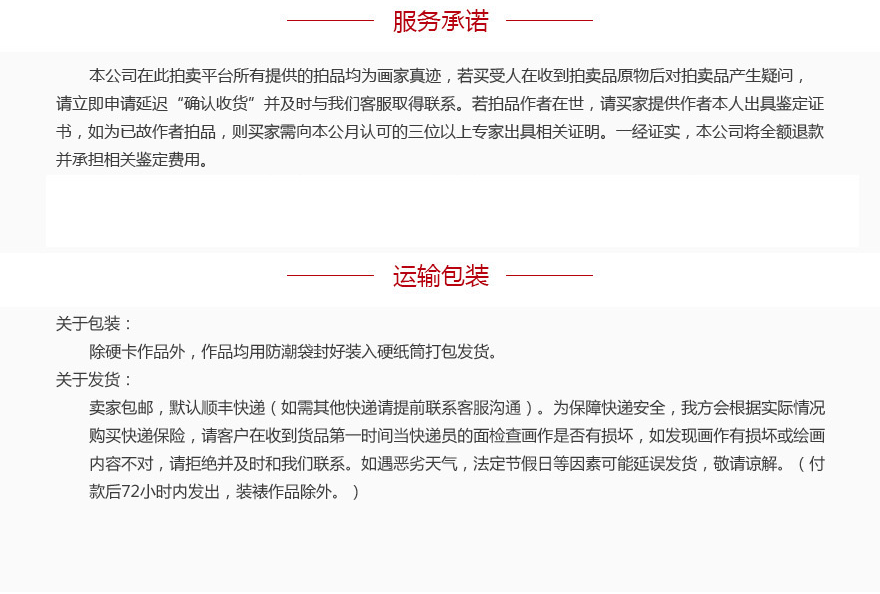 服务承诺
本公司在此拍卖平台所有提供的拍品均为画家真迹，若买受人在收到拍卖品原物后对拍卖品产生疑问，
请立即申请延迟“确认收货”并及时与我们客服取得联系。若拍品作者在世，请买家提供作者本人出具鉴定证
书，如为已故作者拍品，则买家需向本公月认可的三位以上专家出具相关证明。一经证实，本公司将全额退款
并承担相关鉴定费用。
运输包装
关于包装：
除硬卡作品外，作品均用防潮袋封好装入硬纸筒打包发货。
关于发货：
卖家包邮，默认顺丰快递（如需其他快递请提前联系客服沟通）。为保障快递安全，我方会根据实际情况
购买快递保险，请客户在收到货品第一时间当快递员的面检查画作是否有损坏，如发现画作有损坏或绘画
内容不对，请拒绝并及时和我们联系。如遇恶劣天气，法定节假日等因素可能延误发货，敬请谅解。（付
款后72小时内发出，装裱作品除外。）